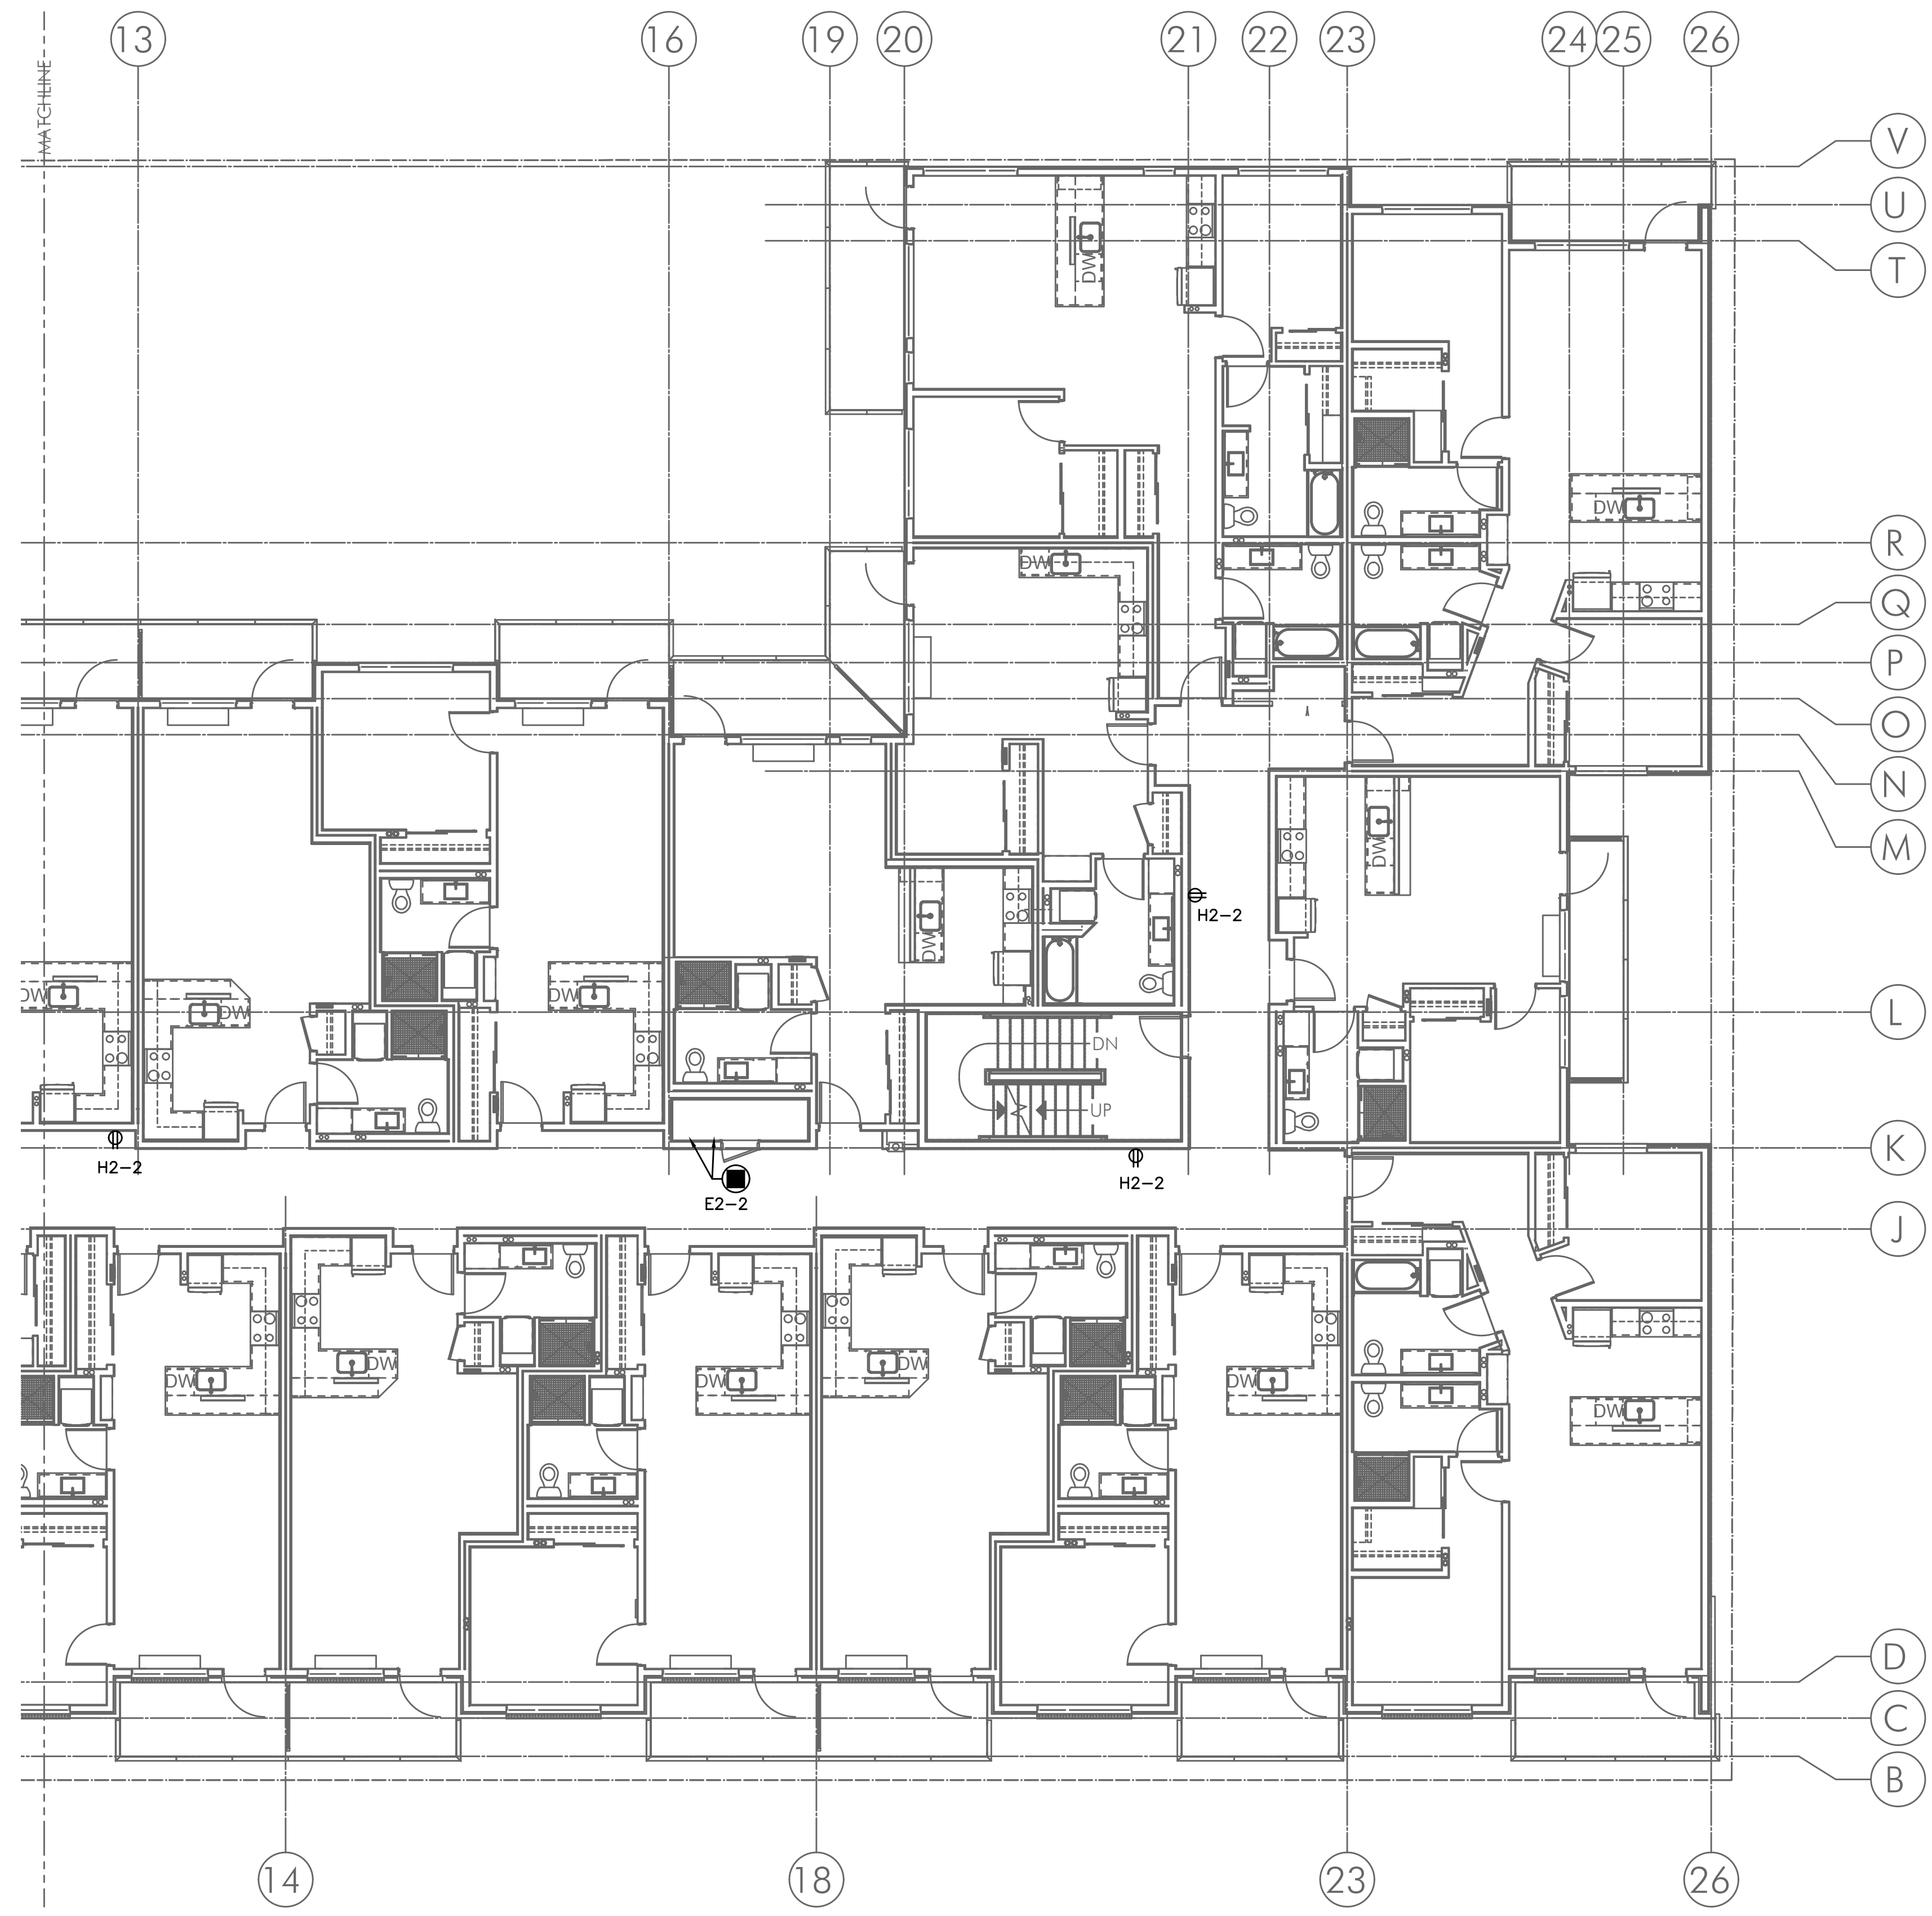 13 16 19 20 21 22 23 24 25 26
MATCHLINE
V
U
T
DW
DW
R
DW
Q
P
O
N
M
DW
H2-2
DW
DW DW DW
L
DN
UP
K
H2-2 H2-2
E2-2
J
DW DW
DW DW DW
DW
D
C
B
14 18 23 26